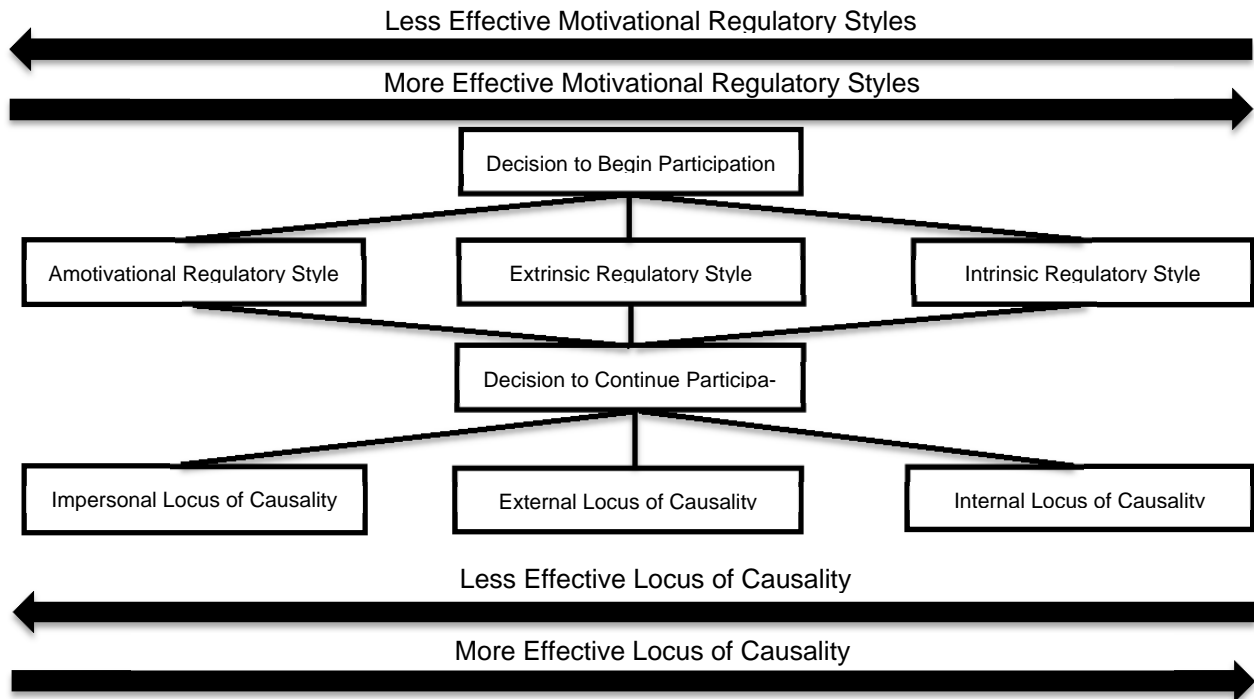 Less Effective Motivational Regulatory Styles
More Effective Motivational Regulatory Styles
Decision to Begin Participation
Amotivational Regulatory Style
Extrinsic Regulatory Style
Intrinsic Regulatory Style
Decision to Continue Participa-
Impersonal Locus of Causality
External Locus of Causality
Internal Locus of Causality
Less Effective Locus of Causality
More Effective Locus of Causality